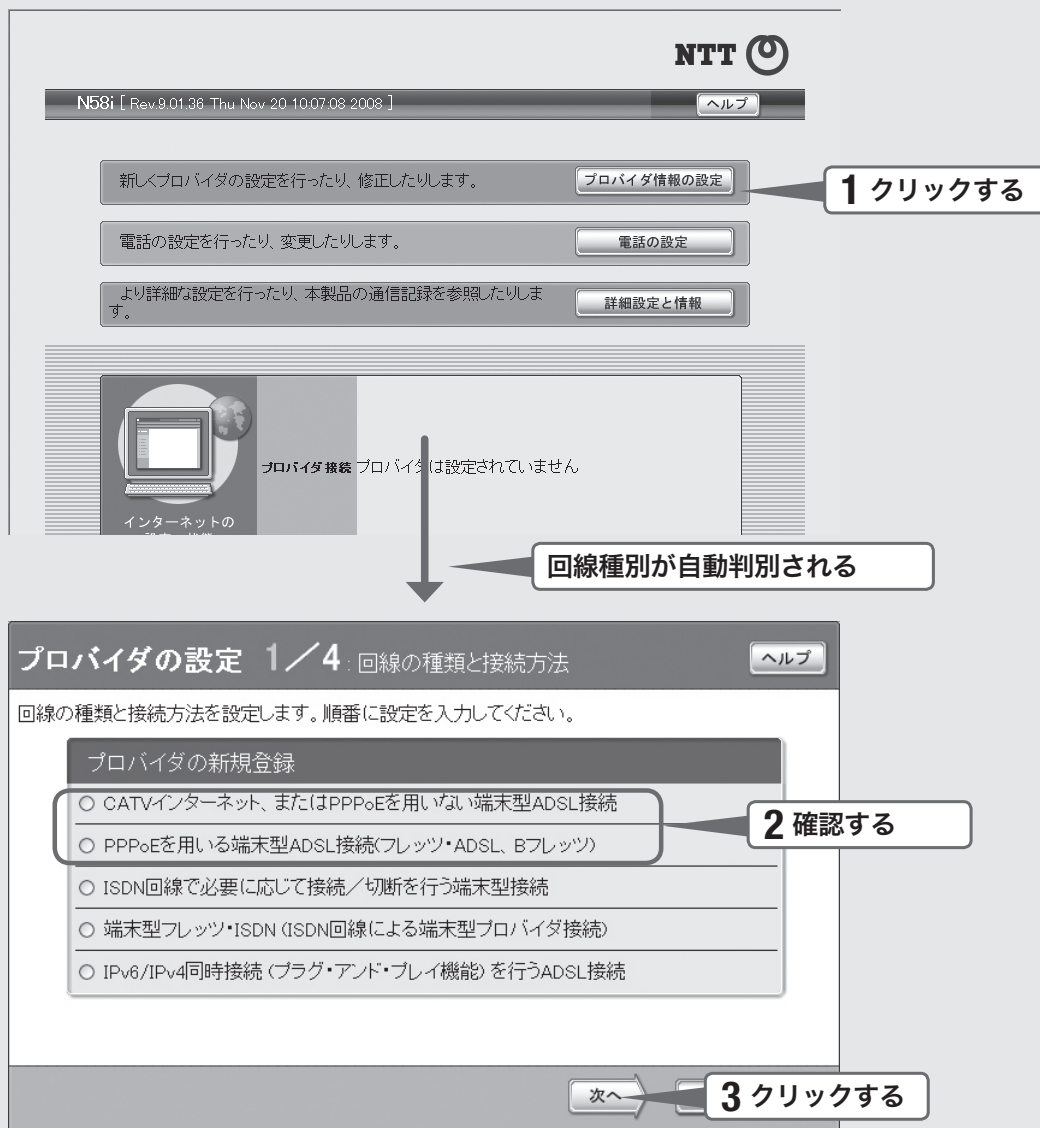 NTT
N58i [ Rev.9.01.36 Thu Nov 20 10:07:08 2008 ]
ヘルプ
新しくプロバイダの設定を行ったり、修正したりします。
プロバイダ情報の設定
1 クリックする
電話の設定を行ったり、変更したりします。
電話の設定
より詳細な設定を行ったり、本製品の通信記録を参照したりしま
す。
詳細設定と情報
プロバイダ接続 プロバイダは設定されていません
インターネットの
回線種別が自動判別される
プロバイダの設定 1/4 : 回線の種類と接続方法
ヘルプ
回線の種類と接続方法を設定します。順番に設定を入力してください。
プロバイダの新規登録
CATVインターネット、またはPPPoEを用いない端末型ADSL接続
PPPoEを用いる端末型ADSL接続(フレッツ・ADSL、Bフレッツ)
2 確認する
ISDN回線で必要に応じて接続/切断を行う端末型接続
端末型フレッツ・ISDN (ISDN回線による端末型プロバイダ接続)
IPv6/IPv4同時接続 (プラグ・アンド・プレイ機能) を行うADSL接続
次へ
3 クリックする